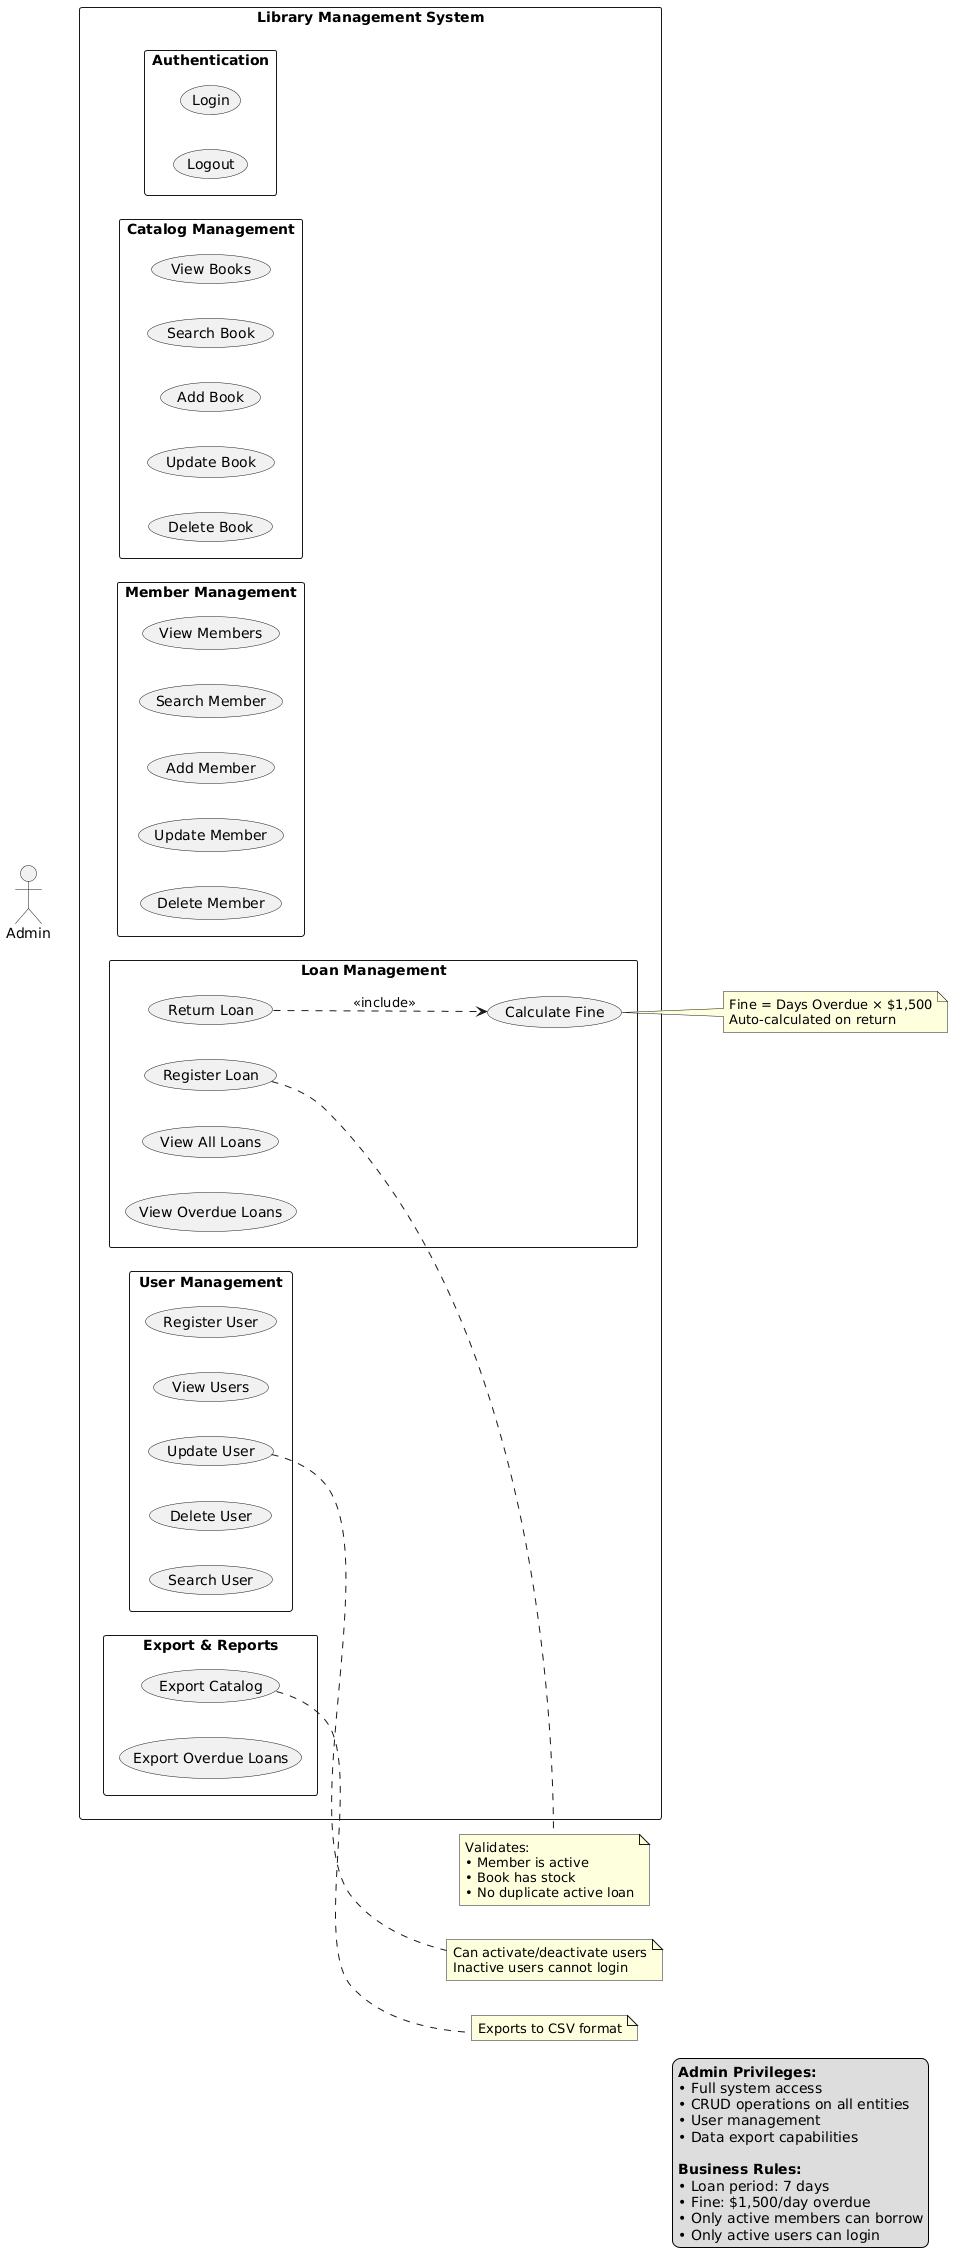 Library Management System
Authentication
Login
Logout
Catalog Management
View Books
Search Book
Add Book
Update Book
Delete Book
Member Management
View Members
Search Member
Add Member
Update Member
Delete Member
Admin
Loan Management
Return Loan
«include»
Calculate Fine
Fine = Days Overdue × $1,500
Auto-calculated on return
Register Loan
View All Loans
View Overdue Loans
User Management
Register User
View Users
Update User
Delete User
Search User
Export & Reports
Export Catalog
Export Overdue Loans
Validates:
• Member is active
• Book has stock
• No duplicate active loan
Can activate/deactivate users
Inactive users cannot login
Exports to CSV format
Admin Privileges:
• Full system access
• CRUD operations on all entities
• User management
• Data export capabilities
Business Rules:
• Loan period: 7 days
• Fine: $1,500/day overdue
• Only active members can borrow
• Only active users can login